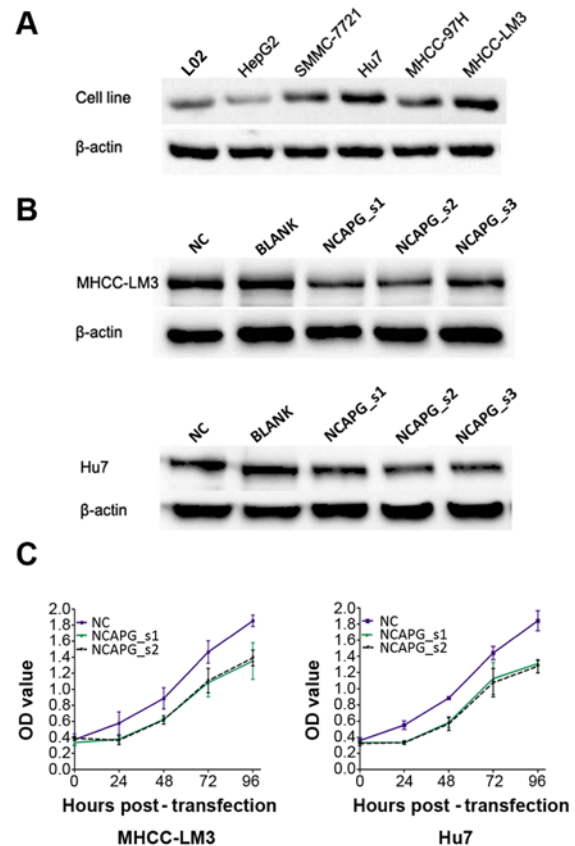 A
L02 HepG2 SMMC-7721 Hu7 MHCC-97H MHCC-LM3
Cell line
β-actin
B
NC BLANK NCAPG_s1 NCAPG_s2 NCAPG_s3
MHCC-LM3
β-actin
NC BLANK NCAPG_s1 NCAPG_s2 NCAPG_s3
Hu7
β-actin
C
2.0
1.8
1.6
1.4
1.2
1.0
0.8
0.6
0.4
0.2
0
OD value
NC
NCAPG_s1
NCAPG_s2
0 24 48 72 96
Hours post-transfection
MHCC-LM3
2.0
1.8
1.6
1.4
1.2
1.0
0.8
0.6
0.4
0.2
0
OD value
NC
NCAPG_s1
NCAPG_s2
0 24 48 72 96
Hours post-transfection
Hu7